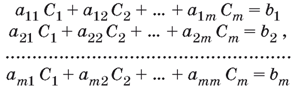 a₁₁ C₁ + a₁₂ C₂ + ... + a₁ₘ Cₘ = b₁
a₂₁ C₁ + a₂₂ C₂ + ... + a₂ₘ Cₘ = b₂ ,
................................................
aₘ₁ C₁ + aₘ₂ C₂ + ... + aₘₘ Cₘ = bₘ